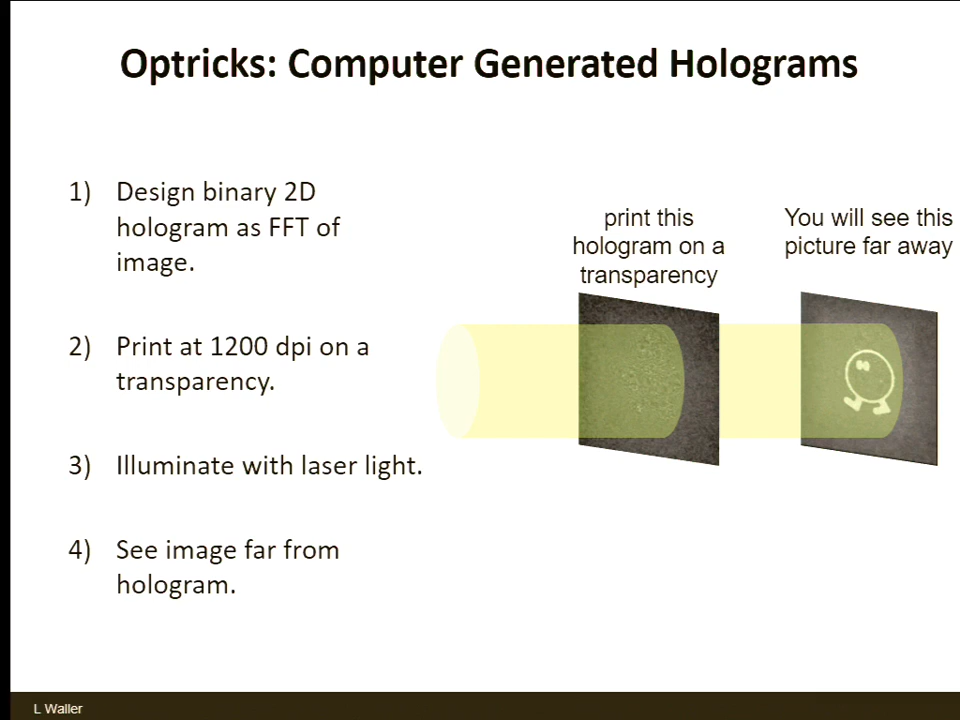 Optricks: Computer Generated Holograms
1) Design binary 2D
hologram as FFT of
image.
2) Print at 1200 dpi on a
transparency.
3) Illuminate with laser light.
4) See image far from
hologram.
print this
hologram on a
transparency
You will see this
picture far away
L Waller